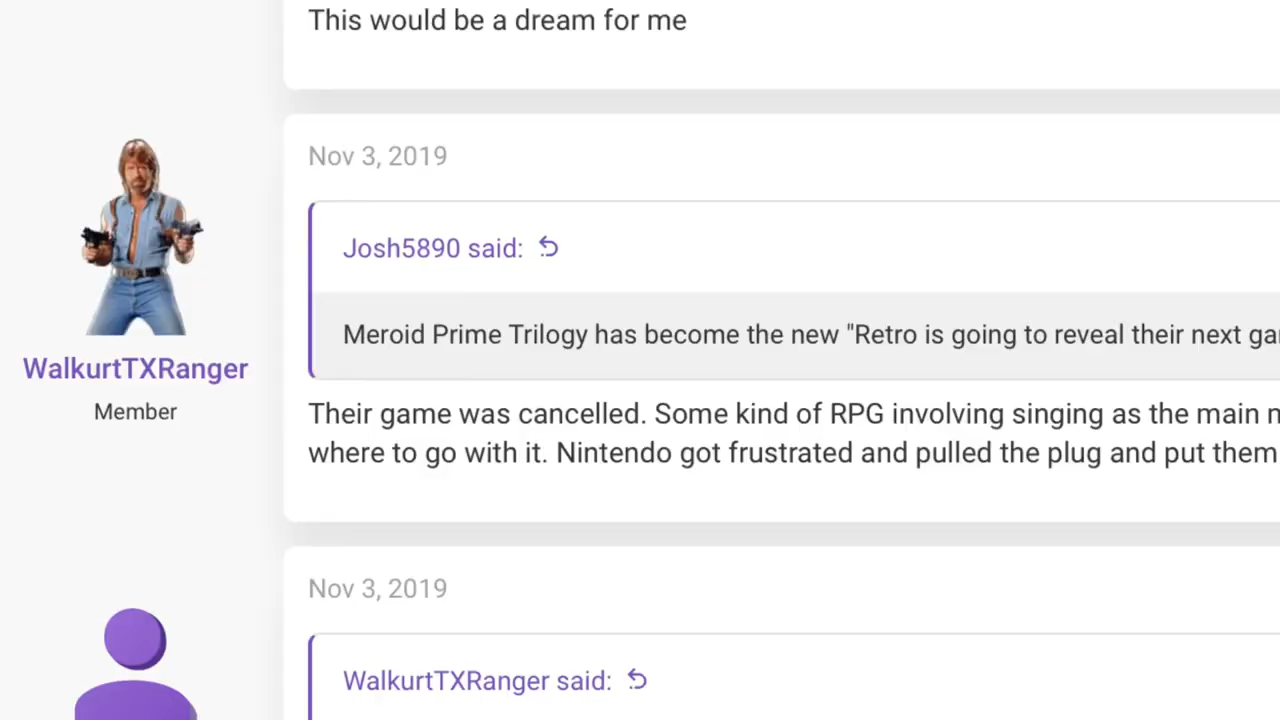 This would be a dream for me
Nov 3, 2019
Josh5890 said:
Meroid Prime Trilogy has become the new "Retro is going to reveal their next
WalkurtTXRanger
Member
Their game was cancelled. Some kind of RPG involving singing as the main
where to go with it. Nintendo got frustrated and pulled the plug and put them
Nov 3, 2019
WalkurtTXRanger said: